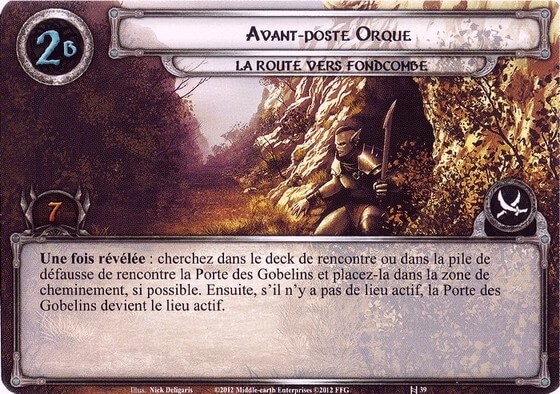 2B
AVANT-POSTE ORQUE
LA ROUTE VERS FONDCOMBE
7
Une fois révélée : cherchez dans le deck de rencontre ou dans la pile de
défausse de rencontre la Porte des Gobelins et placez-la dans la zone de
cheminement, si possible. Ensuite, s'il n'y a pas de lieu actif, la Porte des
Gobelins devient le lieu actif.
Illus. Nick Deligaris ©2012 Middle-earth Enterprises ©2012 FFG 39